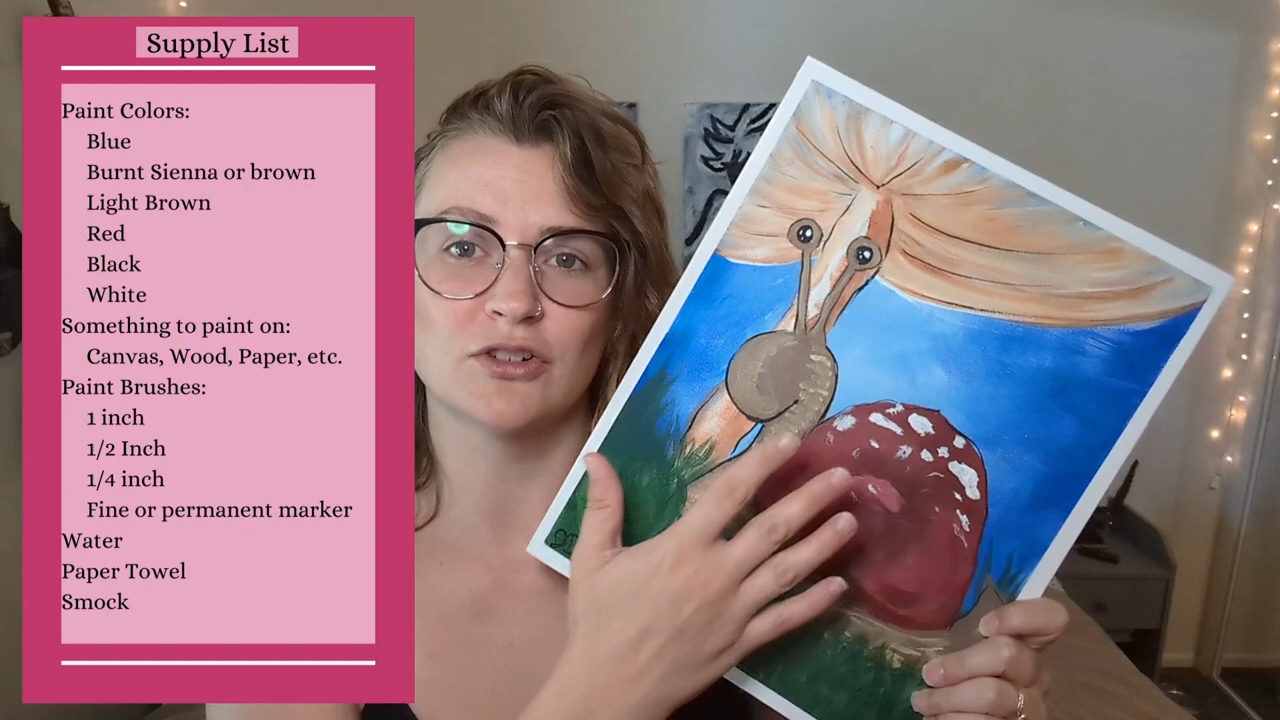 Supply List
Paint Colors:
Blue
Burnt Sienna or brown
Light Brown
Red
Black
White
Something to paint on:
Canvas, Wood, Paper, etc.
Paint Brushes:
1 inch
1/2 Inch
1/4 inch
Fine or permanent marker
Water
Paper Towel
Smock